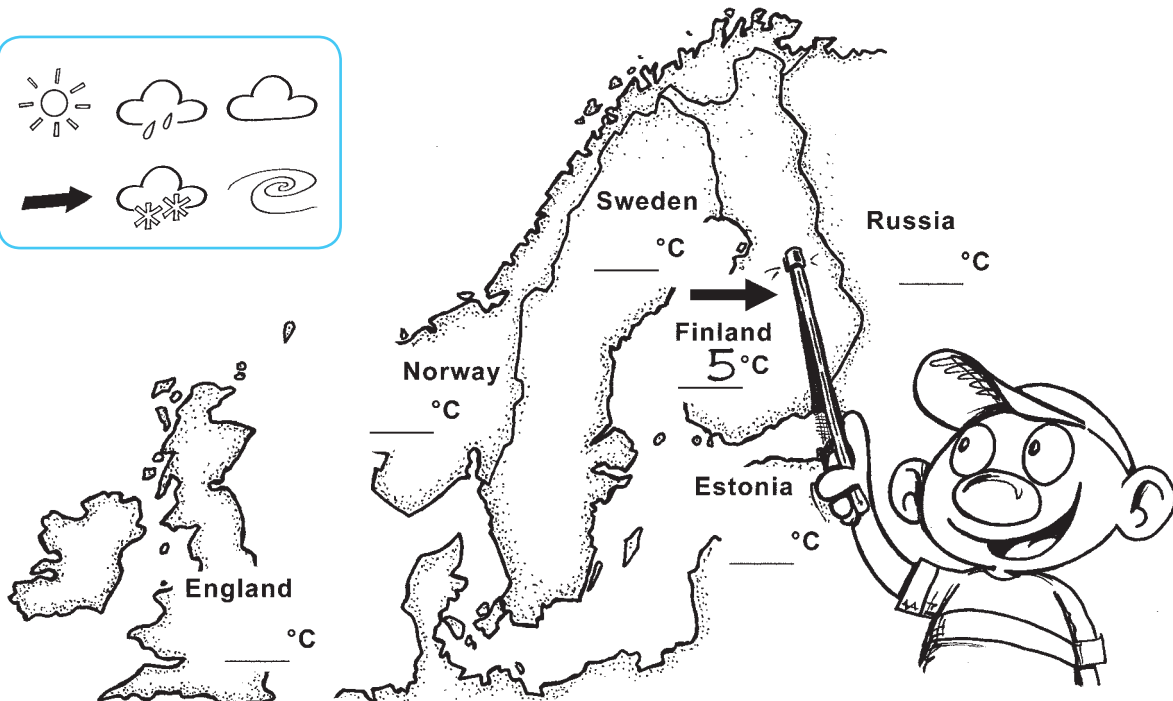 Sweden
°C
Russia
°C
Finland
5°C
Norway
°C
Estonia
°C
England
°C